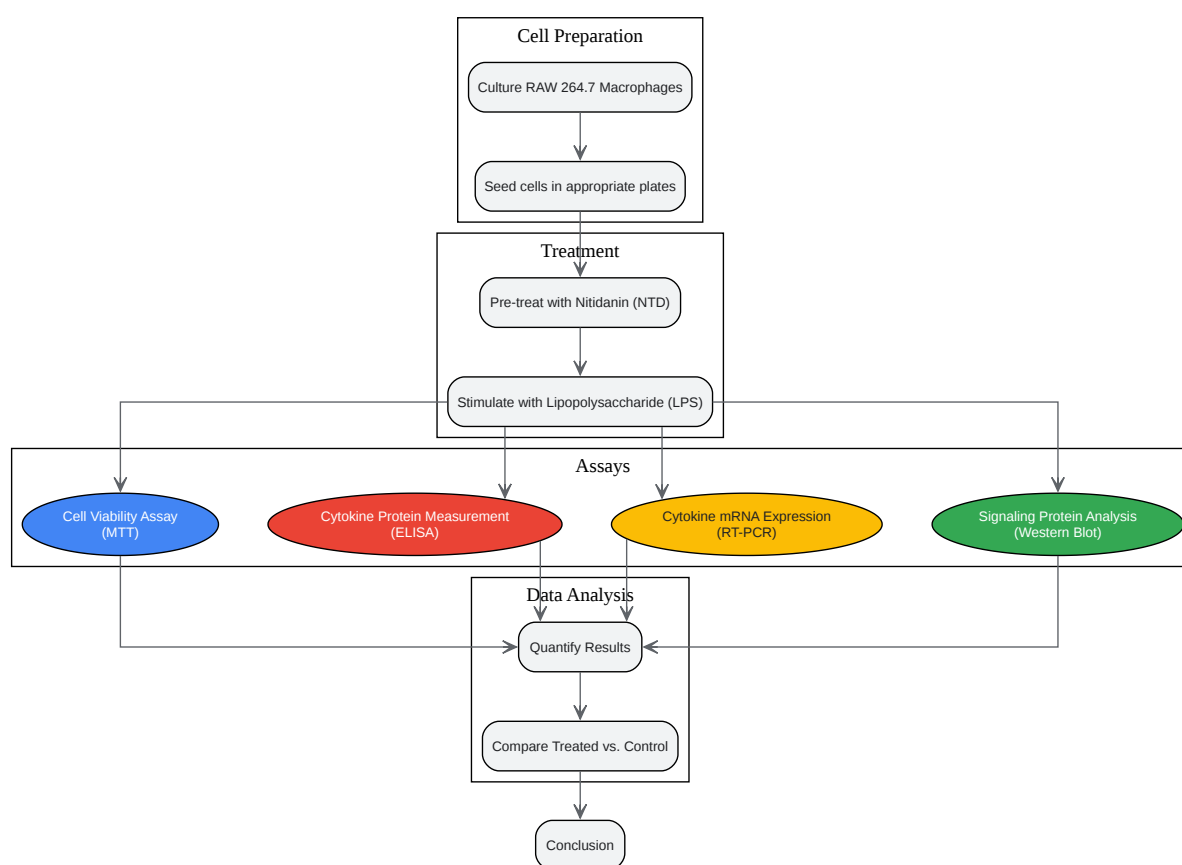 Cell Preparation
Culture RAW 264.7 Macrophages
Seed cells in appropriate plates
Treatment
Pre-treat with Nitidanin (NTD)
Stimulate with Lipopolysaccharide (LPS)
Assays
Cell Viability Assay
(MTT)
Cytokine Protein Measurement
(ELISA)
Cytokine mRNA Expression
(RT-PCR)
Signaling Protein Analysis
(Western Blot)
Data Analysis
Quantify Results
Compare Treated vs. Control
Conclusion